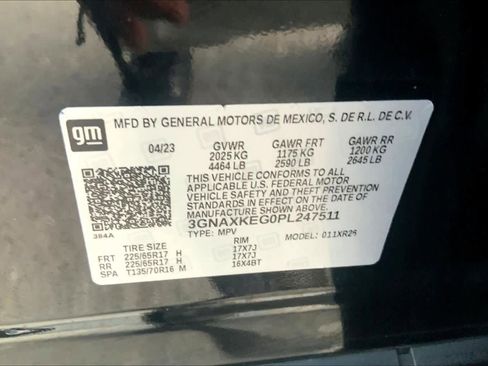 gm
MFD BY GENERAL MOTORS DE MEXICO, S. DE R.L. DE C.V.
04/23 GVWR GAWR FRT GAWR RR
2025 KG 1175 KG 1200 KG
4464 LB 2590 LB 2645 LB
THIS VEHICLE CONFORMS TO ALL
APPLICABLE U.S. FEDERAL MOTOR
VEHICLE SAFETY AND THEFT PREVENTION
STANDARDS IN EFFECT ON THE DATE
OF MANUFACTURE SHOWN ABOVE.
3GNAXKEG0PL247511
384A TYPE: MPV MODEL: 011XR26
TIRE SIZE RIM
FRT 225/65R17 H 17X7J
RR 225/65R17 H 17X7J
SPA T135/70R16 M 16X4BT